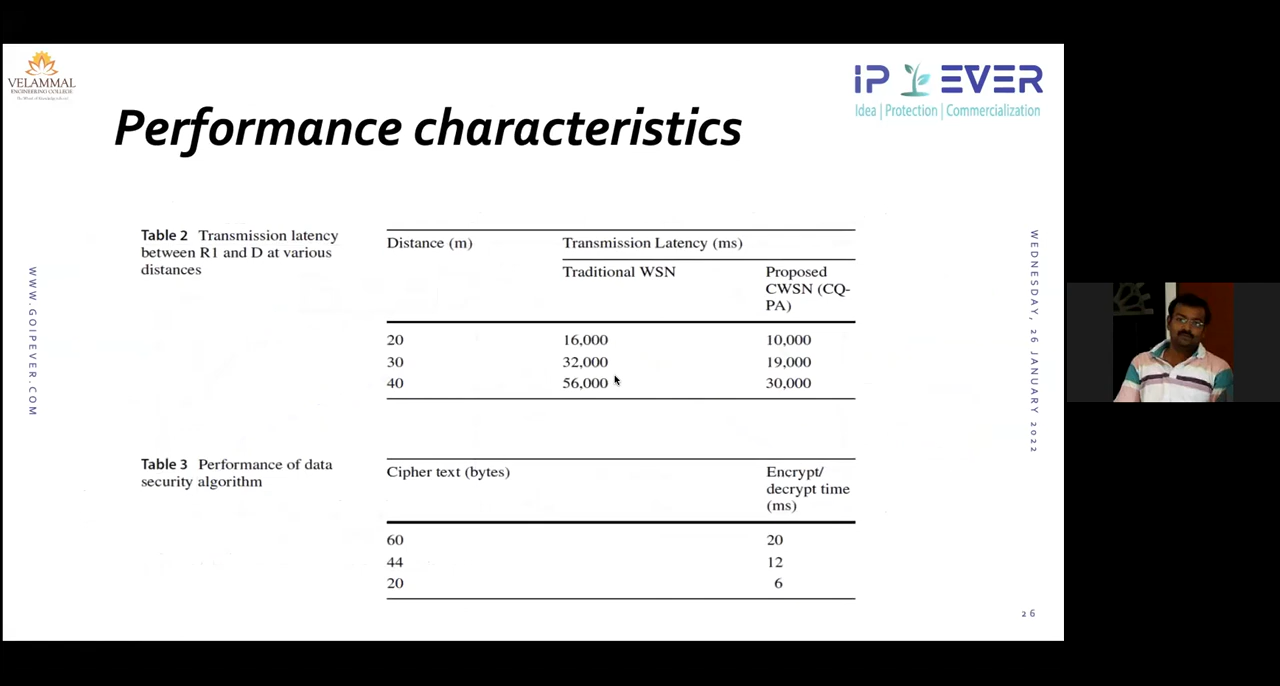 VELAMMAL
ENGINEERING COLLEGE
IP EVER
Idea | Protection | Commercialization
Performance characteristics
WWW.GOIPEVER.COM
WEDNESDAY, 26 JANUARY 2022
Table 2 Transmission latency
between R1 and D at various
distances
Distance (m) Transmission Latency (ms)
Traditional WSN Proposed
CWSN (CQ-
PA)
20 16,000 10,000
30 32,000 19,000
40 56,000 30,000
Table 3 Performance of data
security algorithm
Cipher text (bytes) Encrypt/
decrypt time
(ms)
60 20
44 12
20 6
26